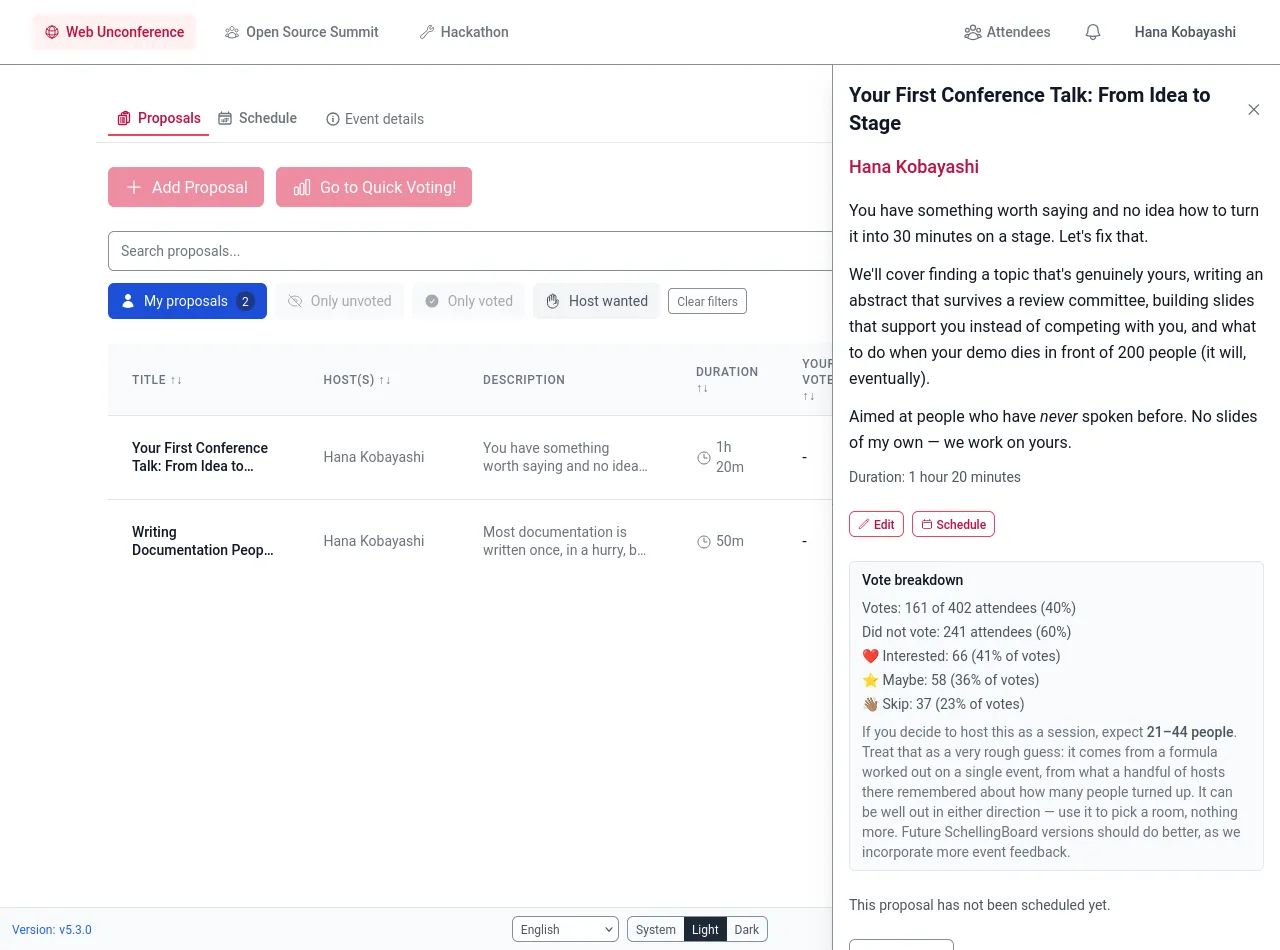 Web Unconference
Open Source Summit
Hackathon
Attendees
Hana Kobayashi
Proposals
Schedule
Event details
Add Proposal
Go to Quick Voting!
Search proposals...
My proposals 2
Only unvoted
Only voted
Host wanted
Clear filters
TITLE ↑↓
HOST(S) ↑↓
DESCRIPTION
DURATION
↑↓
YOUR
VOTE
↑↓
Your First Conference
Talk: From Idea to…
Hana Kobayashi
You have something
worth saying and no idea…
1h
20m
-
Writing
Documentation Peop…
Hana Kobayashi
Most documentation is
written once, in a hurry, b…
50m
-
Your First Conference Talk: From Idea to
Stage
Hana Kobayashi
You have something worth saying and no idea how to turn
it into 30 minutes on a stage. Let's fix that.
We'll cover finding a topic that's genuinely yours, writing an
abstract that survives a review committee, building slides
that support you instead of competing with you, and what
to do when your demo dies in front of 200 people (it will,
eventually).
Aimed at people who have never spoken before. No slides
of my own — we work on yours.
Duration: 1 hour 20 minutes
Edit
Schedule
Vote breakdown
Votes: 161 of 402 attendees (40%)
Did not vote: 241 attendees (60%)
❤️ Interested: 66 (41% of votes)
⭐ Maybe: 58 (36% of votes)
👋🏽 Skip: 37 (23% of votes)
If you decide to host this as a session, expect 21–44 people.
Treat that as a very rough guess: it comes from a formula
worked out on a single event, from what a handful of hosts
there remembered about how many people turned up. It can
be well out in either direction — use it to pick a room, nothing
more. Future SchellingBoard versions should do better, as we
incorporate more event feedback.
This proposal has not been scheduled yet.
Version: v5.3.0
English
System
Light
Dark